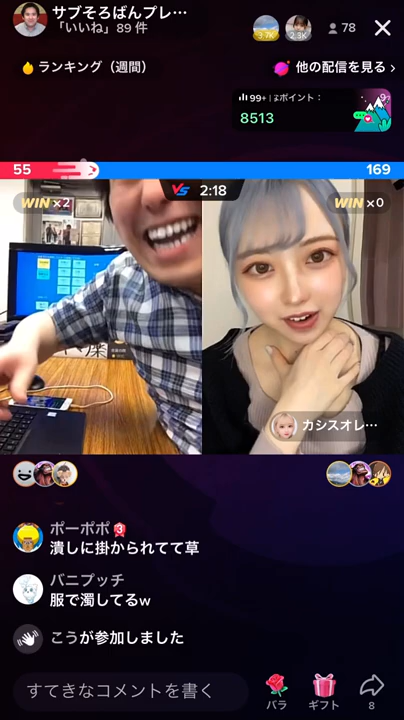 サブそろばんプレ…
「いいね」89 件
3.7K
2.3K
78
ランキング（週間）
他の配信を見る
99+
ポイント：
8513
55
169
VS 2:18
WIN x2
WIN x0
カシスオレ…
ポーポポ
3
潰しに掛かられてて草
バニプッチ
服で濁してるw
こうが参加しました
すてきなコメントを書く
バラ
ギフト
8